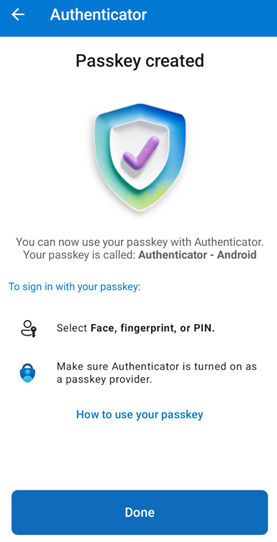 Authenticator
Passkey created
You can now use your passkey with Authenticator.
Your passkey is called: Authenticator - Android
To sign in with your passkey:
Select Face, fingerprint, or PIN.
Make sure Authenticator is turned on as
a passkey provider.
How to use your passkey
Done